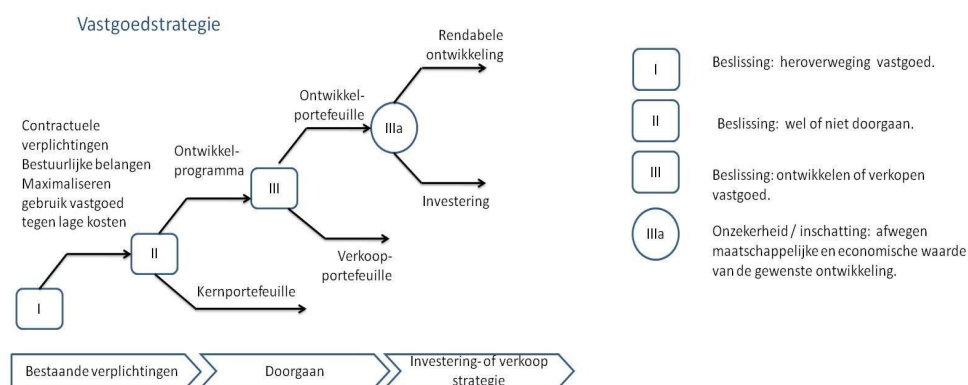 Vastgoedstrategie
Rendabele
ontwikkeling
Ontwikkel-
portefeuille
IIIa
Contractuele
verplichtingen
Bestuurlijke belangen
Maximaliseren
gebruik vastgoed
tegen lage kosten
Ontwikkel-
programma
III
Investering
II
Verkoop-
portefeuille
Kernportefeuille
I
Bestaande verplichtingen
Doorgaan
Investering- of verkoop
strategie
I
Beslissing: heroverweging vastgoed.
II
Beslissing: wel of niet doorgaan.
III
Beslissing: ontwikkelen of verkopen
vastgoed.
IIIa
Onzekerheid / inschatting: afwegen
maatschappelijke en economische waarde
van de gewenste ontwikkeling.